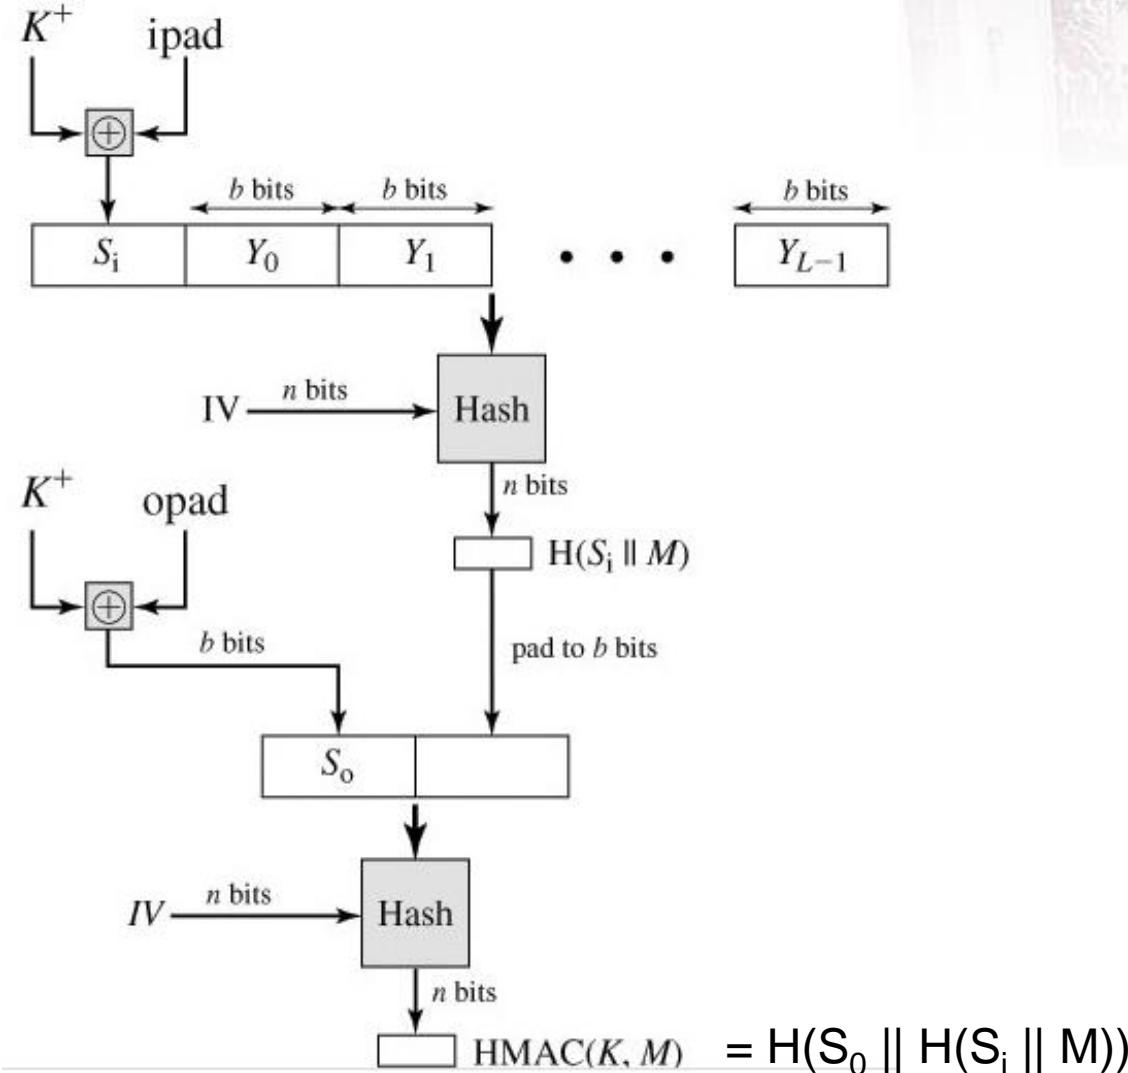 K⁺ ipad
⊕
b bits b bits b bits
Sᵢ Y₀ Y₁ • • • Y_{L−1}
IV n bits Hash
n bits
K⁺ opad
H(Sᵢ || M)
⊕
b bits
pad to b bits
Sₒ
IV n bits Hash
n bits
HMAC(K, M) = H(S₀ || H(Sᵢ || M))